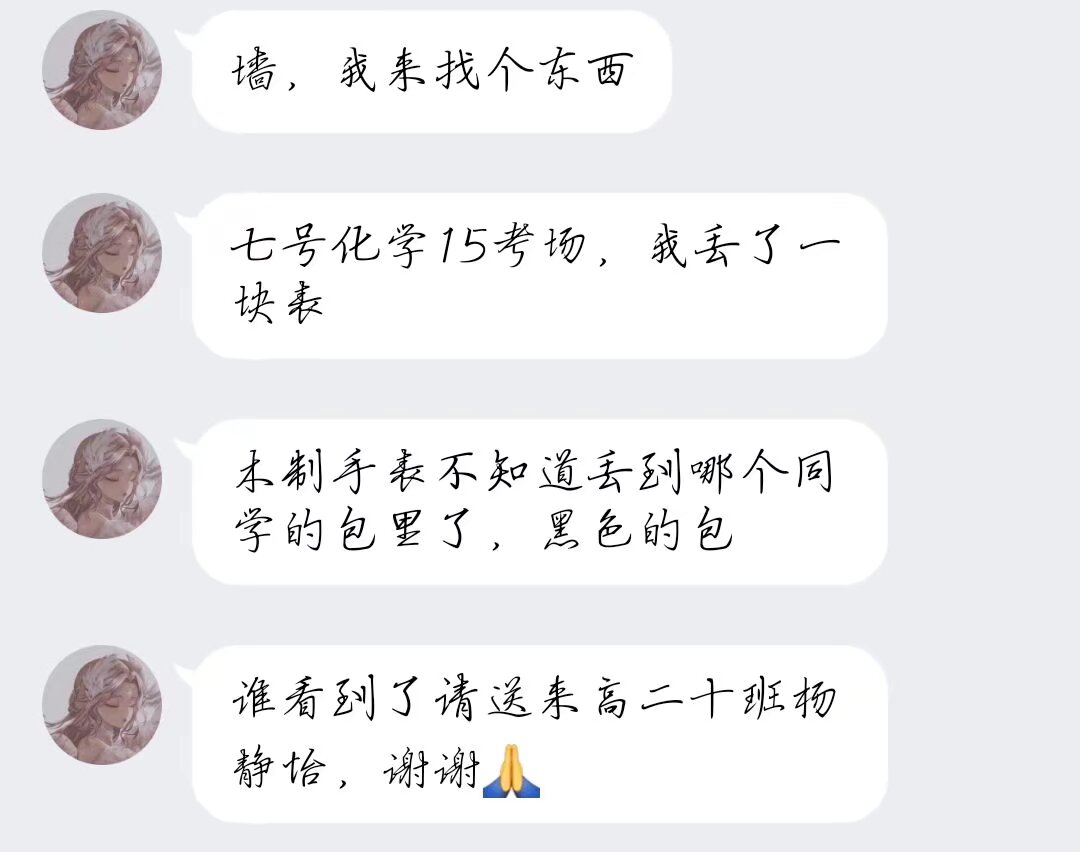 墙，我来找个东西
七号化学15考场，我丢了一
块表
木制手表不知道丢到哪个同
学的包里了，黑色的包
谁看到了请送来高二十班杨
静怡，谢谢🙏